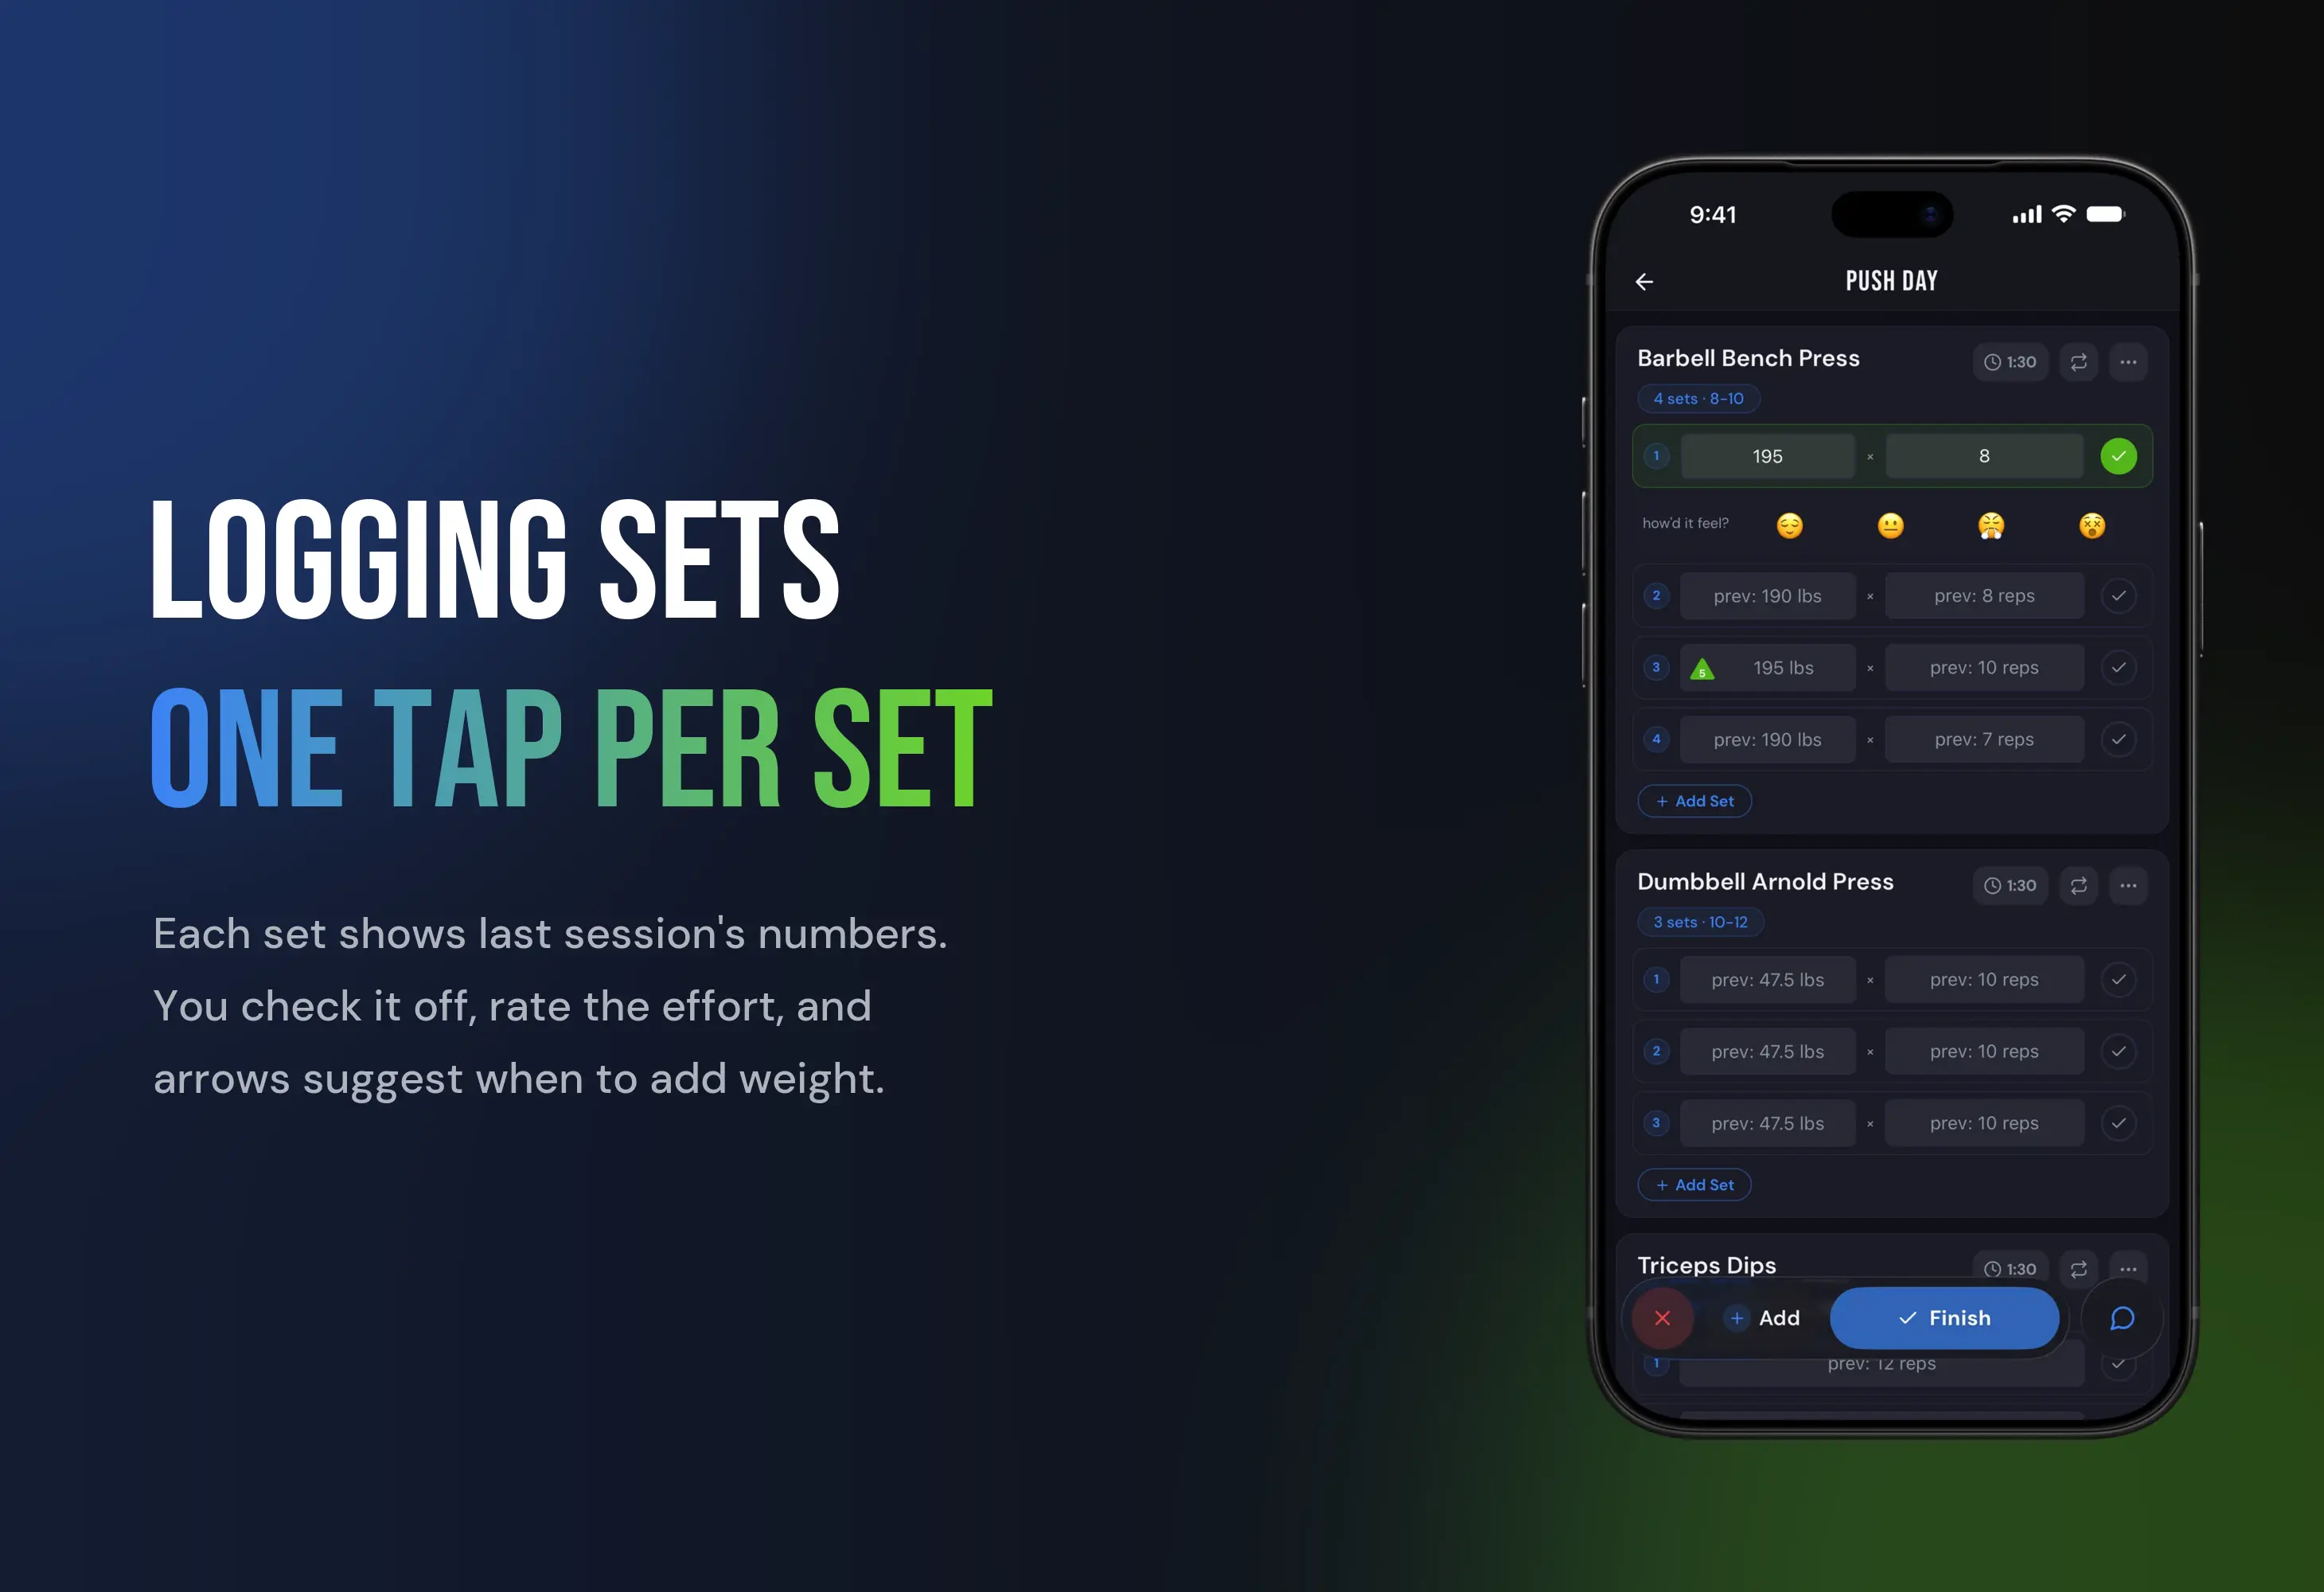 LOGGING SETS
ONE TAP PER SET
Each set shows last session's numbers.
You check it off, rate the effort, and
arrows suggest when to add weight.
9:41
PUSH DAY
Barbell Bench Press
1:30
4 sets · 8-10
1 195 × 8
how'd it feel?
2 prev: 190 lbs × prev: 8 reps
3 5 195 lbs × prev: 10 reps
4 prev: 190 lbs × prev: 7 reps
+ Add Set
Dumbbell Arnold Press
1:30
3 sets · 10-12
1 prev: 47.5 lbs × prev: 10 reps
2 prev: 47.5 lbs × prev: 10 reps
3 prev: 47.5 lbs × prev: 10 reps
+ Add Set
Triceps Dips
1:30
+ Add
Finish
1 prev: 12 reps